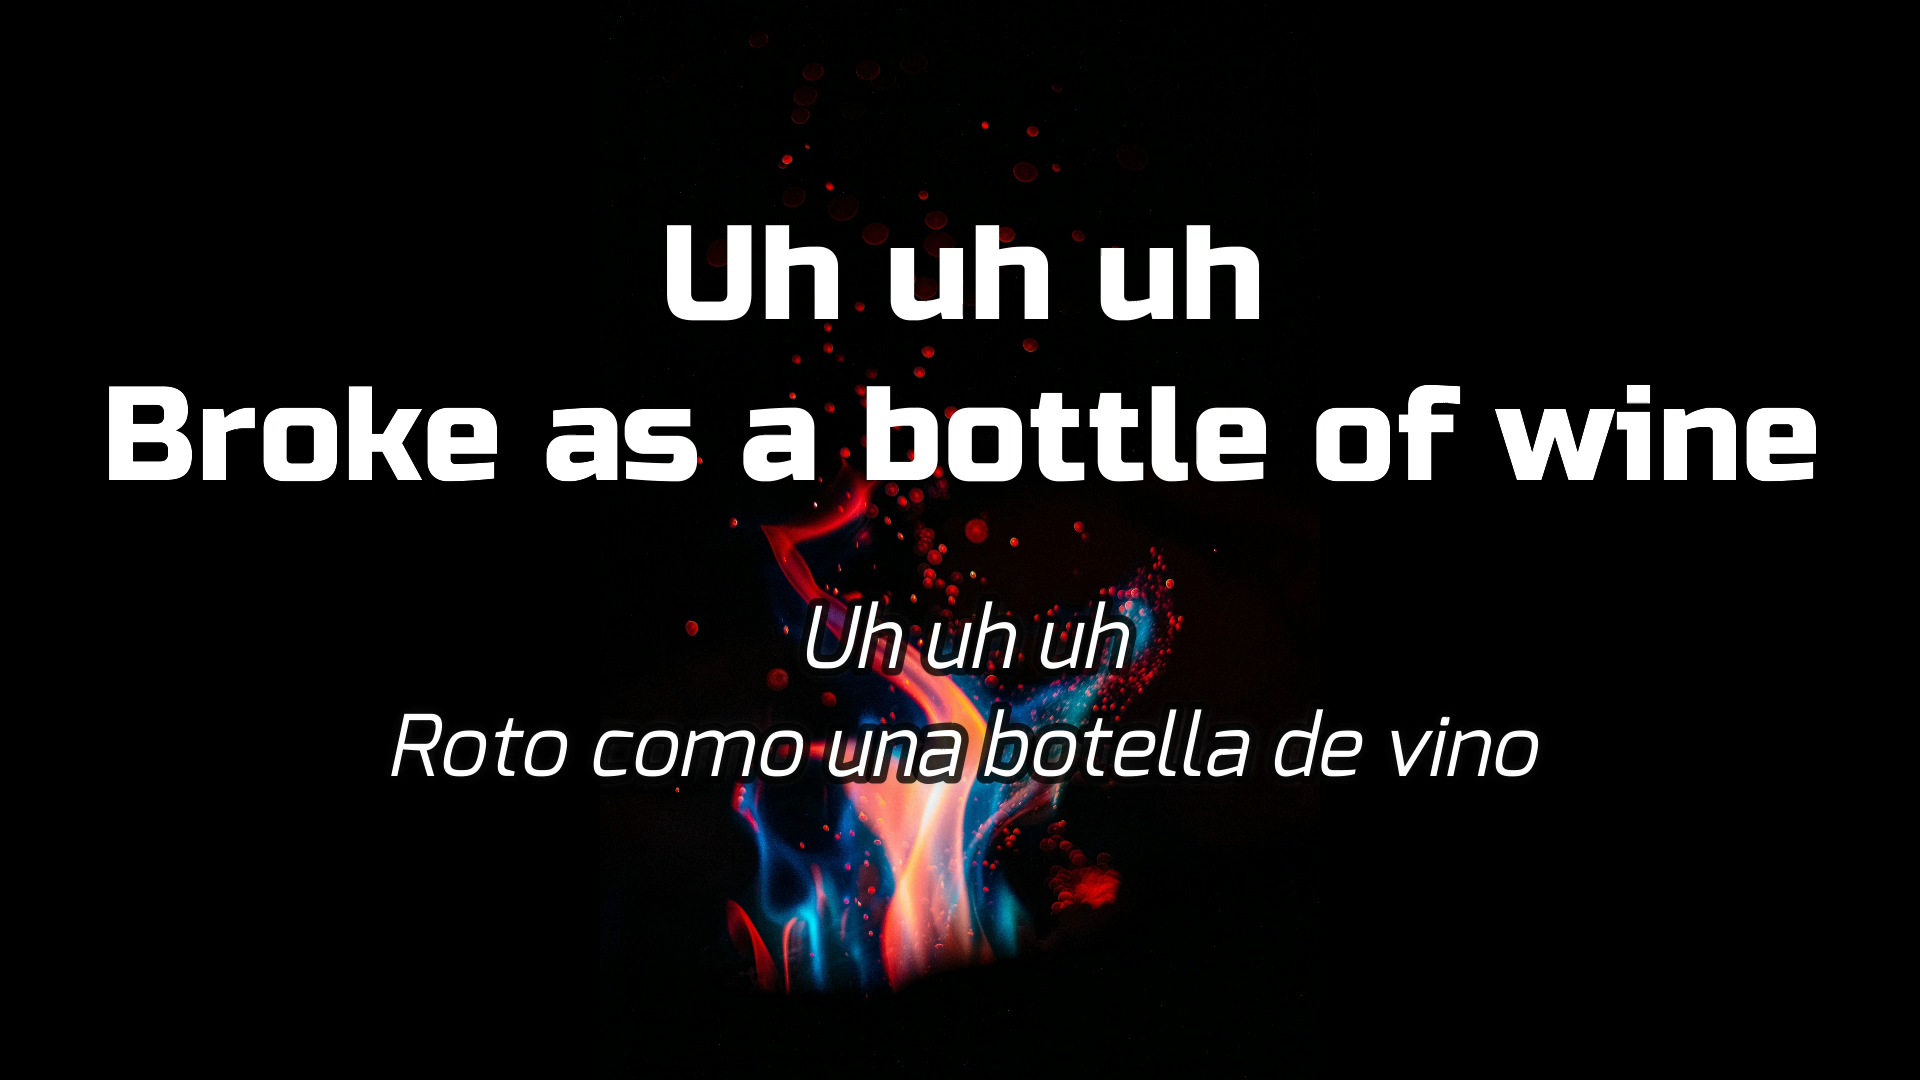 Uh uh uh
Broke as a bottle of wine
Uh uh uh
Roto como una botella de vino